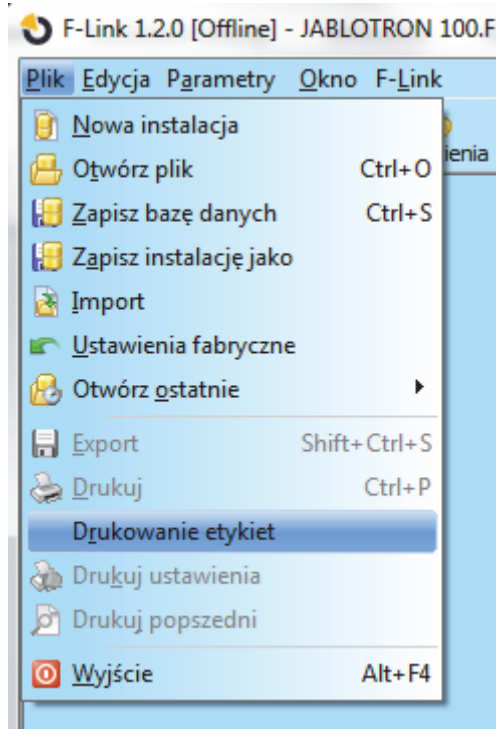 F-Link 1.2.0 [Offline] - JABLOTRON 100.F
Plik Edycja Parametry Okno F-Link
Nowa instalacja
ienia
Otwórz plik Ctrl+O
Zapisz bazę danych Ctrl+S
Zapisz instalację jako
Import
Ustawienia fabryczne
Otwórz ostatnie
Export Shift+Ctrl+S
Drukuj Ctrl+P
Drukowanie etykiet
Drukuj ustawienia
Drukuj popszedni
Wyjście Alt+F4